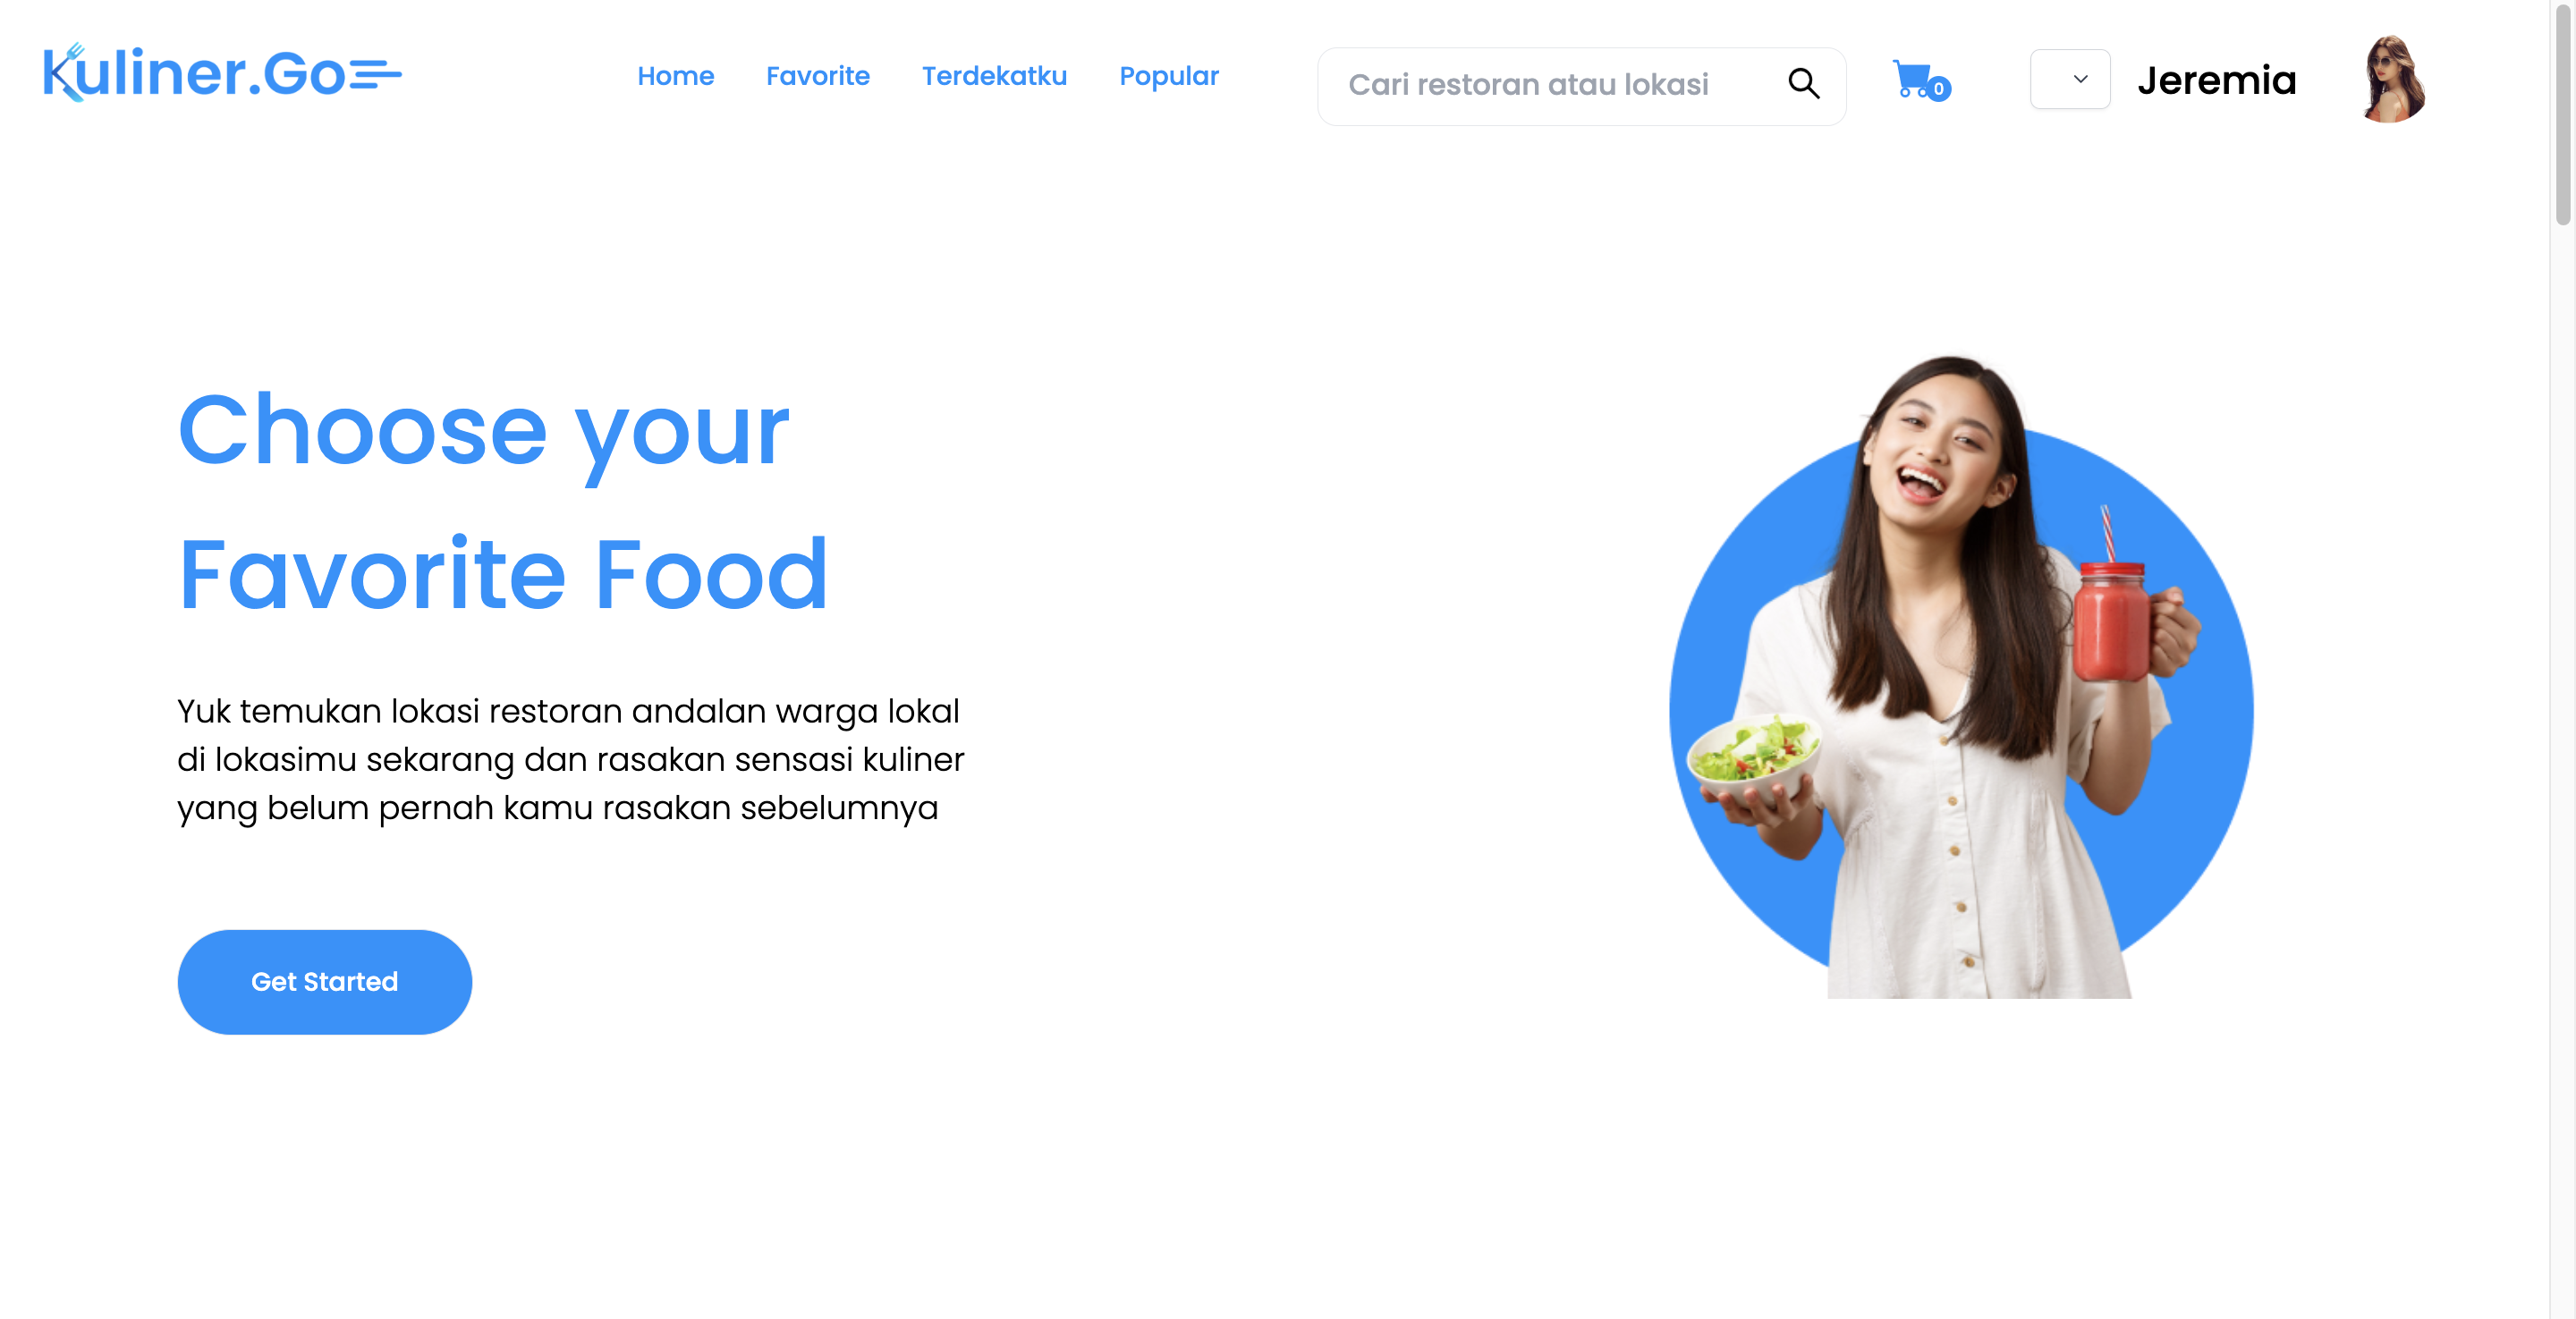 Kuliner.Go
Home Favorite Terdekatku Popular
Cari restoran atau lokasi
0
Jeremia
Choose your
Favorite Food
Yuk temukan lokasi restoran andalan warga lokal
di lokasimu sekarang dan rasakan sensasi kuliner
yang belum pernah kamu rasakan sebelumnya
Get Started